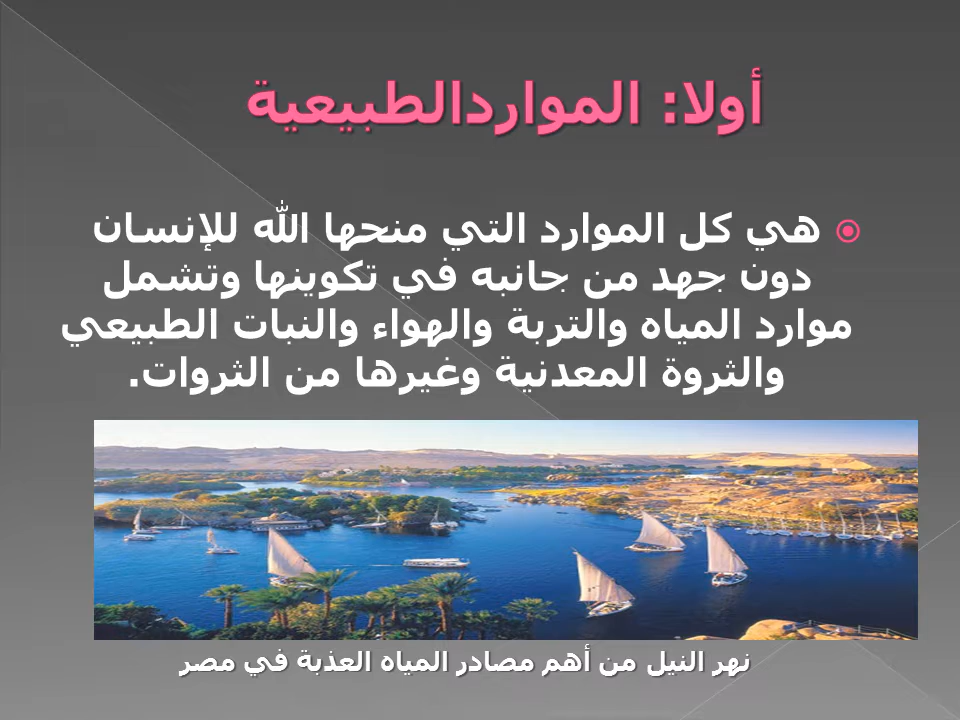 أولا: المواردالطبيعية
هي كل الموارد التي منحها الله للإنسان
دون جهد من جانبه في تكوينها وتشمل
موارد المياه والتربة والهواء والنبات الطبيعي
والثروة المعدنية وغيرها من الثروات.
نهر النيل من أهم مصادر المياه العذبة في مصر